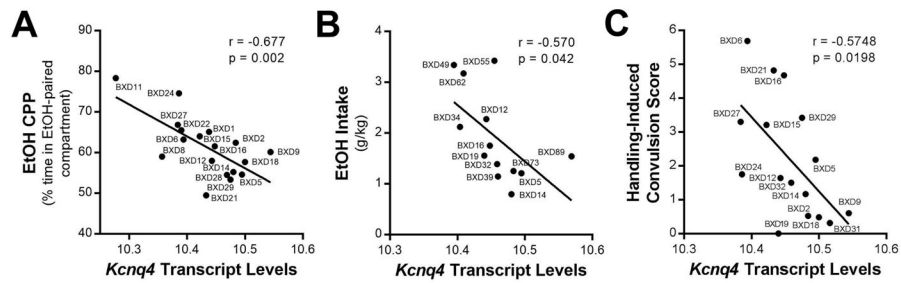 A
r = -0.677
p = 0.002
EtOH CPP
(% time in EtOH-paired
compartment)
90
80
70
60
50
40
BXD11
BXD24
BXD27
BXD22
BXD1
BXD6
BXD15
BXD2
BXD8
BXD16
BXD9
BXD12
BXD18
BXD14
BXD28
BXD5
BXD29
BXD21
10.3
10.4
10.5
10.6
Kcnq4 Transcript Levels
B
r = -0.570
p = 0.042
EtOH Intake
(g/kg)
4
3
2
1
0
BXD49
BXD55
BXD62
BXD12
BXD34
BXD16
BXD19
BXD89
BXD32
BXD73
BXD39
BXD5
BXD14
10.3
10.4
10.5
10.6
Kcnq4 Transcript Levels
C
r = -0.5748
p = 0.0198
Handling-Induced
Convulsion Score
6
5
4
3
2
1
0
BXD6
BXD21
BXD16
BXD27
BXD15
BXD29
BXD24
BXD5
BXD12
BXD32
BXD14
BXD9
BXD2
BXD19
BXD18
BXD31
10.3
10.4
10.5
10.6
Kcnq4 Transcript Levels